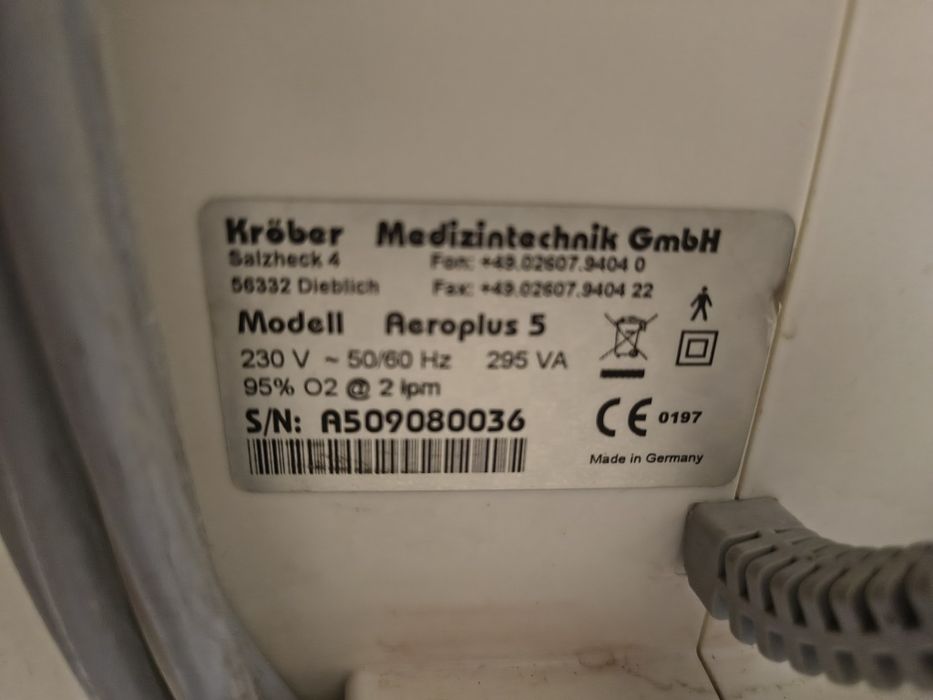 Kröber Medizintechnik GmbH
Salzheck 4 Fon: +49.02607.9404 0
56332 Dieblich Fax: +49.02607.9404 22
Modell Aeroplus 5
230 V ~ 50/60 Hz 295 VA
95% O2 @ 2 lpm
S/N: A509080036
CE 0197
Made in Germany